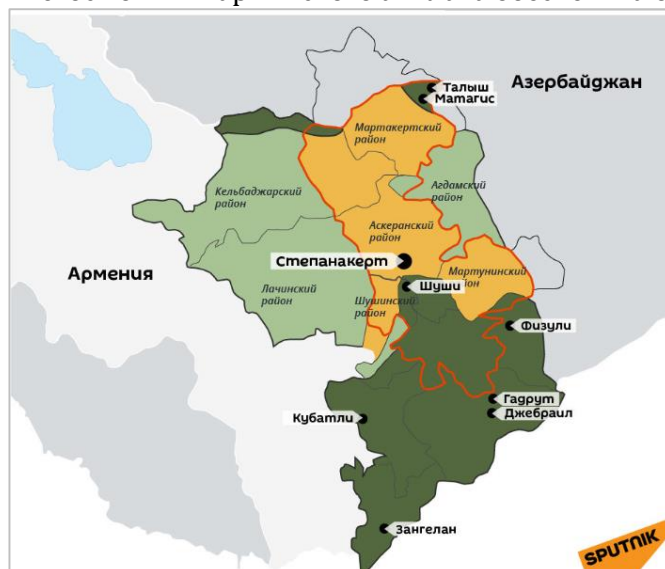 Талыш
Матагис
Азербайджан
Мартакертский
район
Кельбаджарский
район
Агдамский
район
Аскеранский
район
Степанакерт
Армения
Мартунинский
район
Лачинский
район
Шушинский
район
Шуши
Физули
Гадрут
Джебраил
Кубатли
Зангелан
SPUTNIK